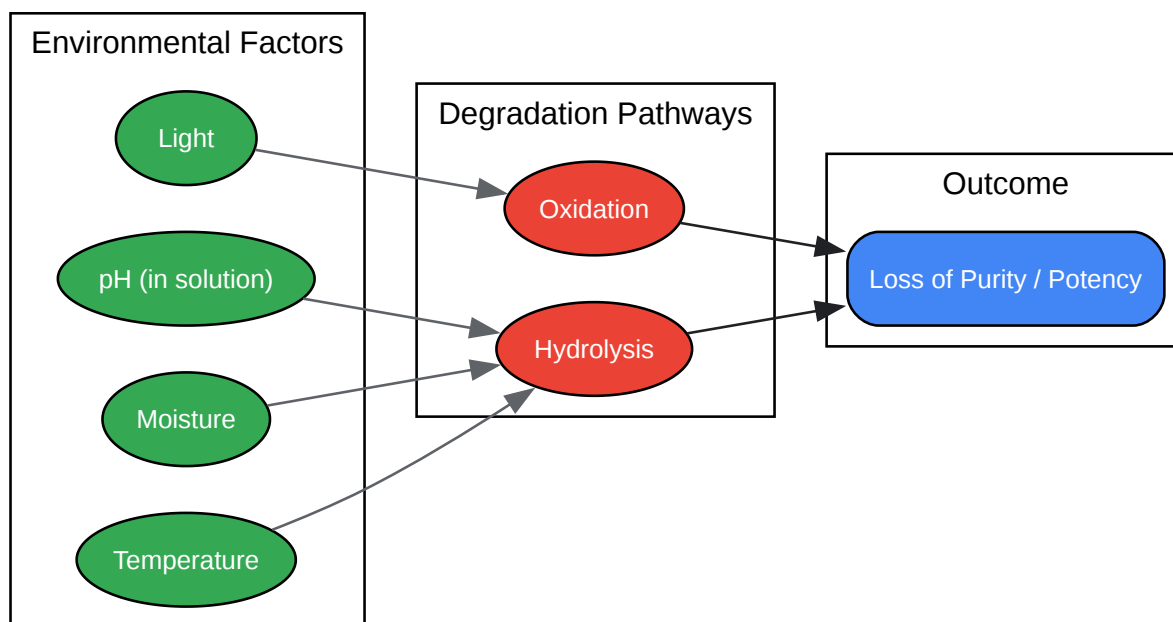 Environmental Factors
Light
pH (in solution)
Moisture
Temperature
Degradation Pathways
Oxidation
Hydrolysis
Outcome
Loss of Purity / Potency